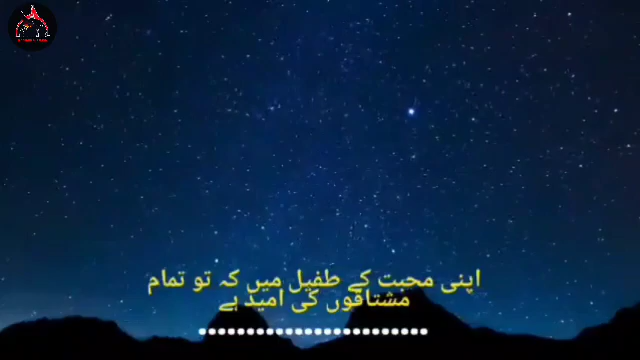 اپنی محبت کے طفیل میں کہ تو تمام
مشتاقوں کی امید ہے